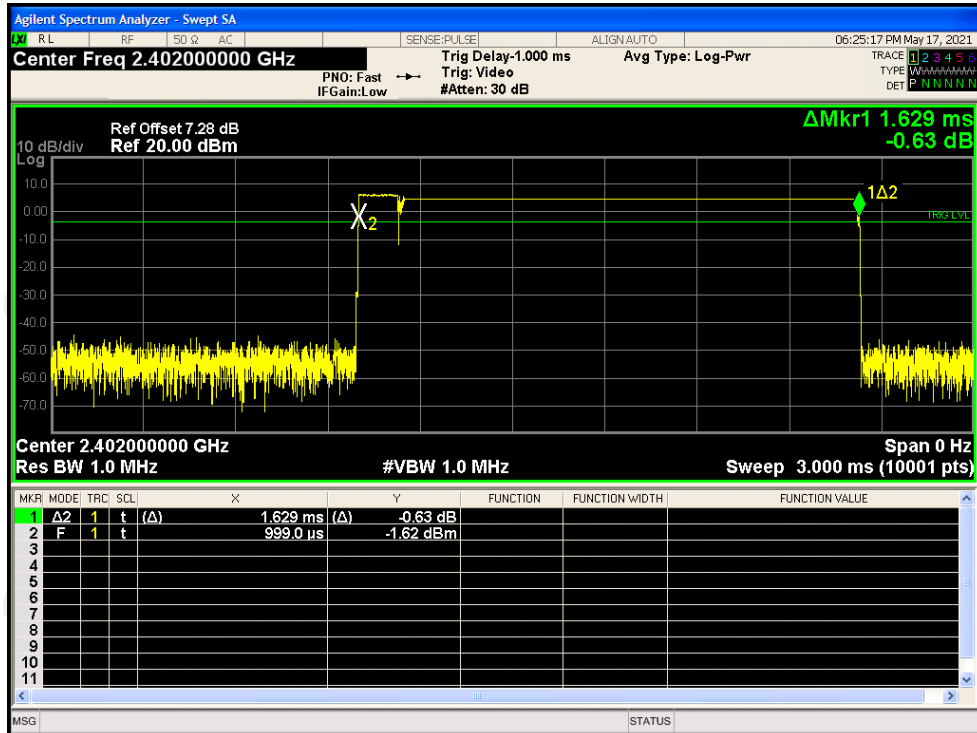 Agilent Spectrum Analyzer - Swept SA
LXI RL RF 50 Ω AC SENSE:PULSE ALIGN AUTO 06:25:17 PM May 17, 2021
Center Freq 2.402000000 GHz
PNO: Fast
IFGain:Low
Trig Delay-1.000 ms
Trig: Video
#Atten: 30 dB
Avg Type: Log-Pwr
TRACE 1 2 3 4 5 6
TYPE WWWWWW
DET P N N N N N
ΔMkr1 1.629 ms
-0.63 dB
Ref Offset 7.28 dB
10 dB/div Ref 20.00 dBm
Log
10.0
0.00
-10.0
-20.0
-30.0
-40.0
-50.0
-60.0
-70.0
X2
1Δ2
TRIG LVL
Center 2.402000000 GHz Span 0 Hz
Res BW 1.0 MHz #VBW 1.0 MHz Sweep 3.000 ms (10001 pts)
MKR MODE TRC SCL X Y FUNCTION FUNCTION WIDTH FUNCTION VALUE
1 Δ2 1 t (Δ) 1.629 ms (Δ) -0.63 dB
2 F 1 t 999.0 µs -1.62 dBm
3
4
5
6
7
8
9
10
11
MSG STATUS